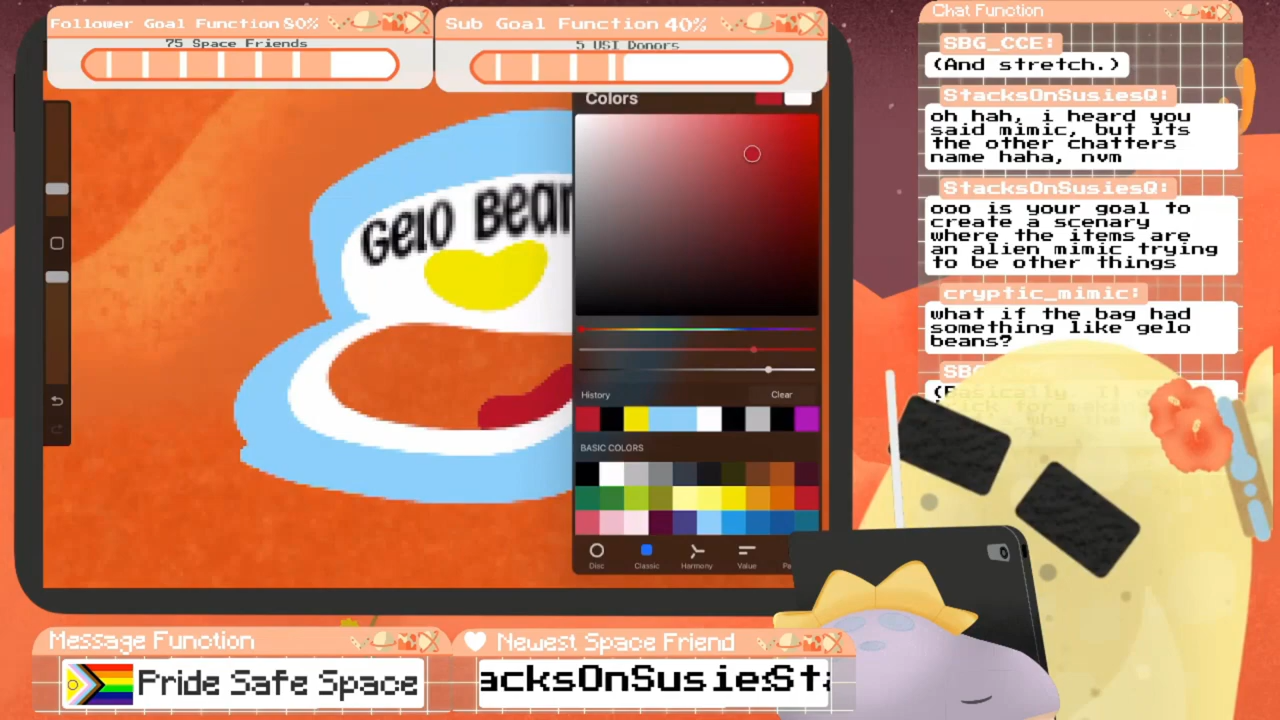 Follower Goal Function 80%
75 Space Friends
Sub Goal Function 40%
5 USI Donors
Chat Function
SBG_CCE:
(And stretch.)
StacksOnSusiesQ:
oh hah, i heard you
said mimic, but its
the other chatters
name haha, nvm
StacksOnSusiesQ:
ooo is your goal to
create a scenary
where the items are
an alien mimic trying
to be other things
cryptic_mimic:
what if the bag had
something like gelo
beans?
Colors
Gelo Bean
History
Clear
BASIC COLORS
Disc
Classic
Harmony
Value
Message Function
Pride Safe Space
Newest Space Friend
acksOnSusiesSt